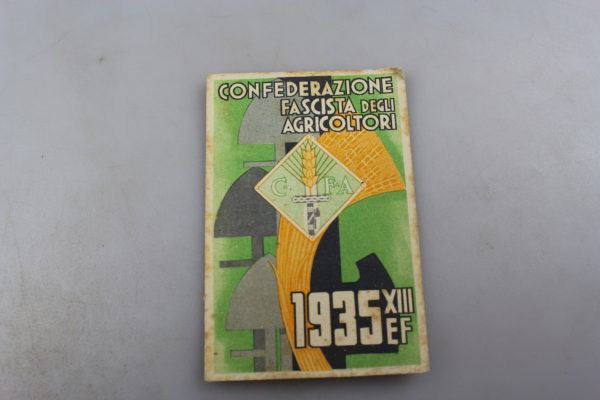 CONFEDERAZIONE
FASCISTA DEGLI
AGRICOLTORI
C. F. A
1935 XIII
EF